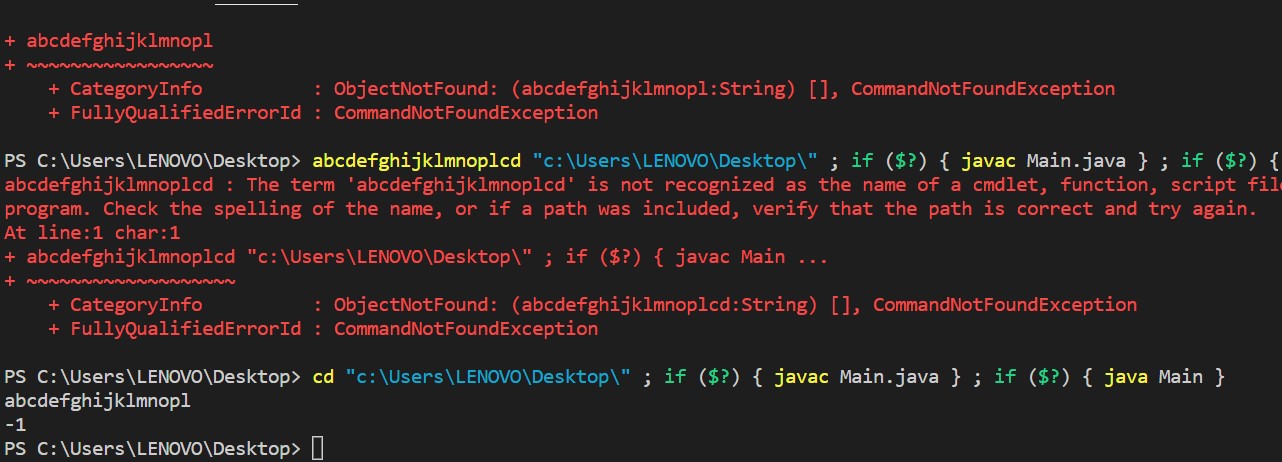 + abcdefghijklmnopl
+ ~~~~~~~~~~~~~~~~~
    + CategoryInfo          : ObjectNotFound: (abcdefghijklmnopl:String) [], CommandNotFoundException
    + FullyQualifiedErrorId : CommandNotFoundException
PS C:\Users\LENOVO\Desktop> abcdefghijklmnoplcd "c:\Users\LENOVO\Desktop\" ; if ($?) { javac Main.java } ; if ($?) {
abcdefghijklmnoplcd : The term 'abcdefghijklmnoplcd' is not recognized as the name of a cmdlet, function, script file
program. Check the spelling of the name, or if a path was included, verify that the path is correct and try again.
At line:1 char:1
+ abcdefghijklmnoplcd "c:\Users\LENOVO\Desktop\" ; if ($?) { javac Main ...
+ ~~~~~~~~~~~~~~~~~~~
    + CategoryInfo          : ObjectNotFound: (abcdefghijklmnoplcd:String) [], CommandNotFoundException
    + FullyQualifiedErrorId : CommandNotFoundException
PS C:\Users\LENOVO\Desktop> cd "c:\Users\LENOVO\Desktop\" ; if ($?) { javac Main.java } ; if ($?) { java Main }
abcdefghijklmnopl
-1
PS C:\Users\LENOVO\Desktop>